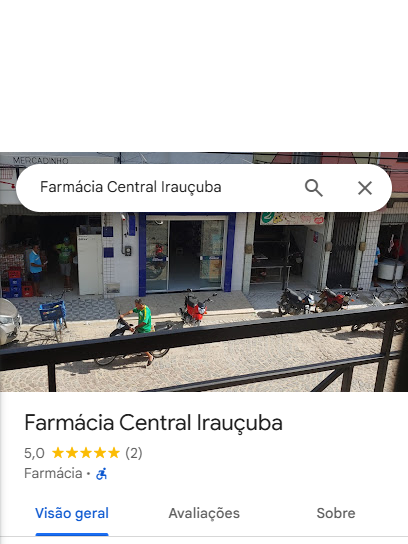 MERCADINHO
Farmácia Central Irauçuba
Farmácia Central Irauçuba
5,0 (2)
Farmácia ·
Visão geral Avaliações Sobre